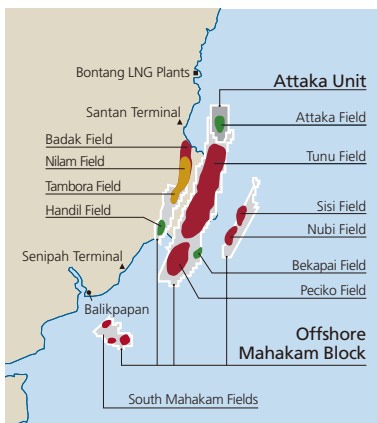 Bontang LNG Plants
Attaka Unit
Santan Terminal
Attaka Field
Badak Field
Tunu Field
Nilam Field
Tambora Field
Sisi Field
Handil Field
Nubi Field
Senipah Terminal
Bekapai Field
Peciko Field
Balikpapan
Offshore
Mahakam Block
South Mahakam Fields